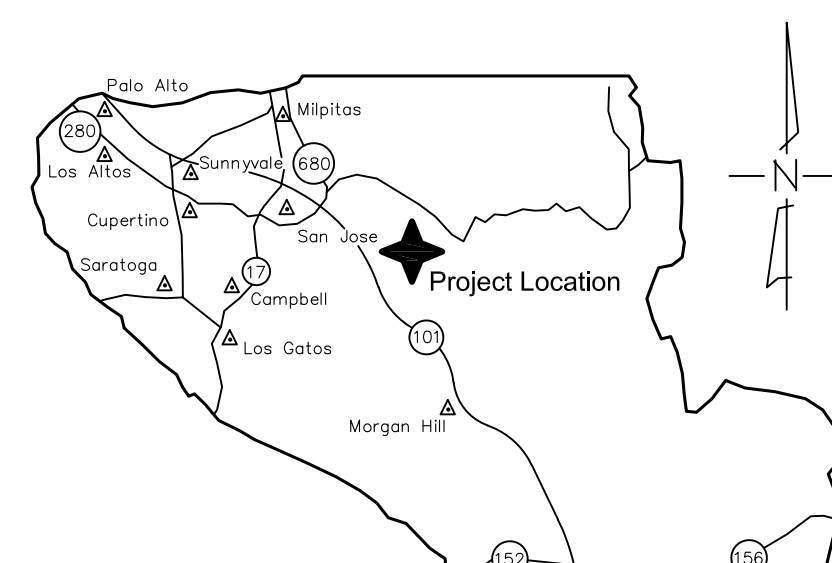 Palo Alto
Milpitas
280
Los Altos
Sunnyvale
680
N
Cupertino
San Jose
Saratoga
17
Project Location
Campbell
101
Los Gatos
Morgan Hill
152
156